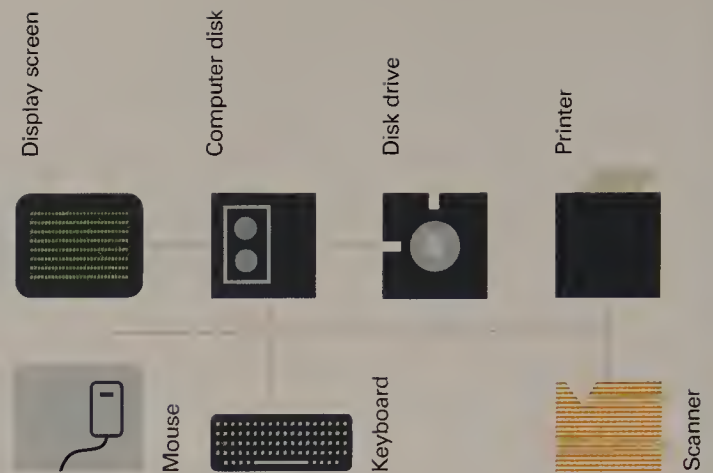 Display screen
Computer disk
Disk drive
Printer
Mouse
Keyboard
Scanner